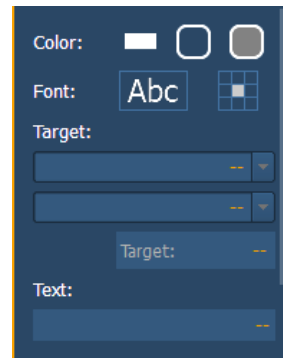 Color:
Font: Abc
Target:
--
--
Target: --
Text:
--